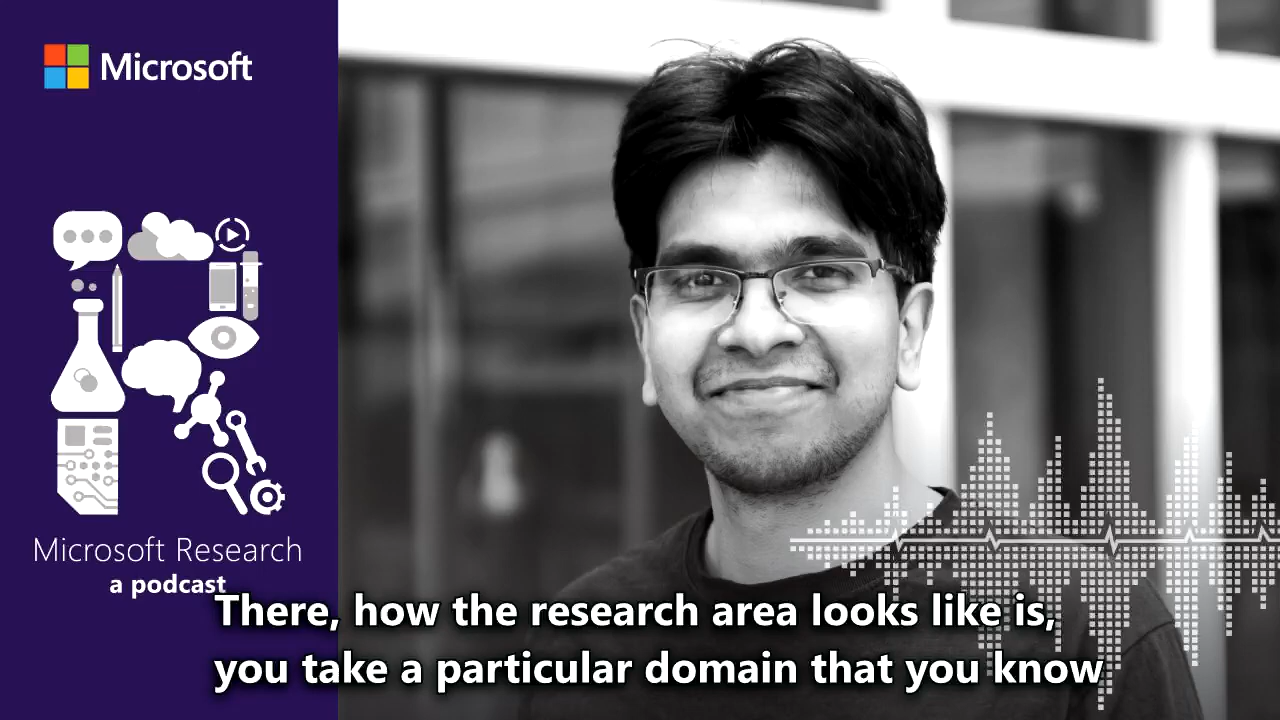 Microsoft
Microsoft Research
a podcast
There, how the research area looks like is,
you take a particular domain that you know